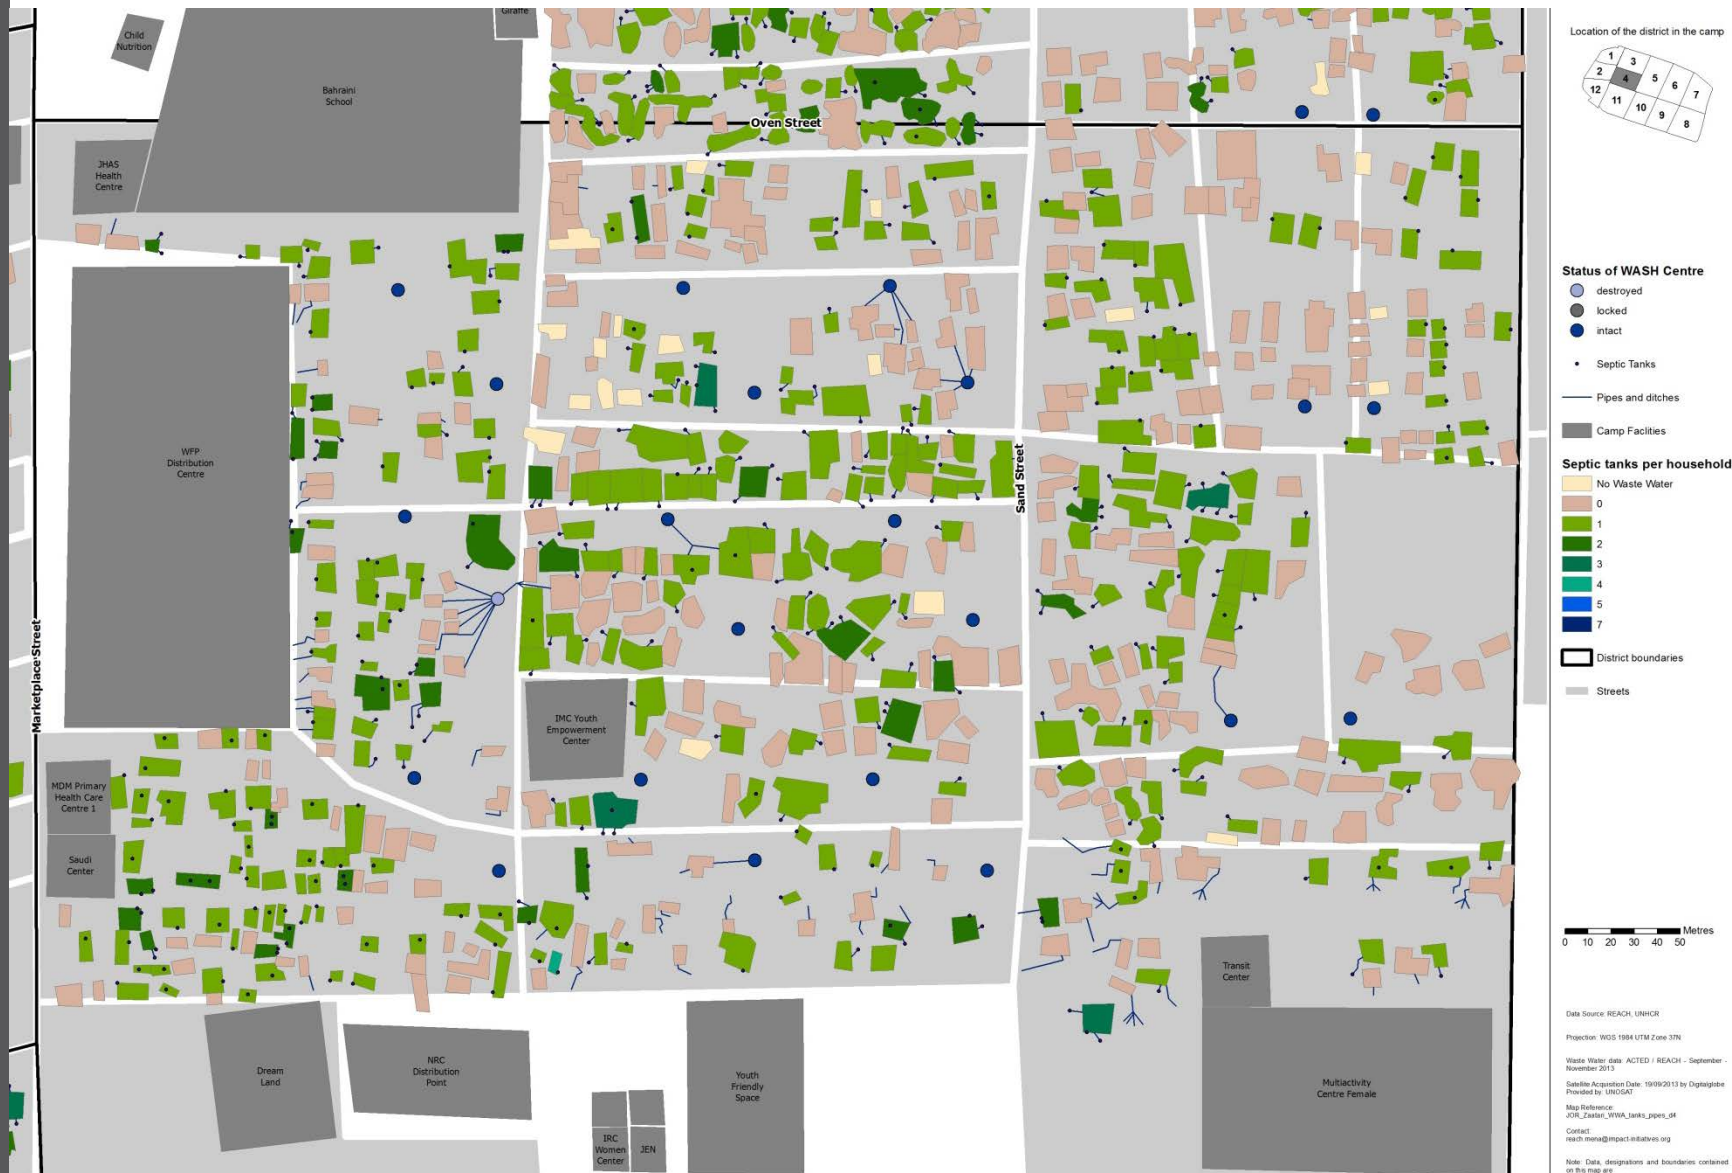 Giraffe
Child
Nutrition
Bahraini
School
Oven Street
JHAS
Health
Centre
WFP
Distribution
Centre
Sand Street
Marketplace Street
IMC Youth
Empowerment
Center
MDM Primary
Health Care
Centre 1
Saudi
Center
Transit
Center
Dream
Land
NRC
Distribution
Point
Youth
Friendly
Space
Multiactivity
Centre Female
IRC
Women
Center
JEN
Location of the district in the camp
1
3
2
4
5
6
7
12
11
10
9
8
Status of WASH Centre
destroyed
locked
intact
Septic Tanks
Pipes and ditches
Camp Faclities
Septic tanks per household
No Waste Water
0
1
2
3
4
5
7
District boundaries
Streets
Metres
0 10 20 30 40 50
Data Source: REACH, UNHCR
Projection: WGS 1984 UTM Zone 37N
Waste Water data: ACTED / REACH - September -
November 2013
Satellite Acquisition Date: 19/09/2013 by Digitalglobe
Provided by: UNOSAT
Map Reference:
JOR_Zaatari_WWA_tanks_pipes_d4
Contact:
reach.mena@impact-initiatives.org
Note: Data, designations and boundaries contained
on this map are